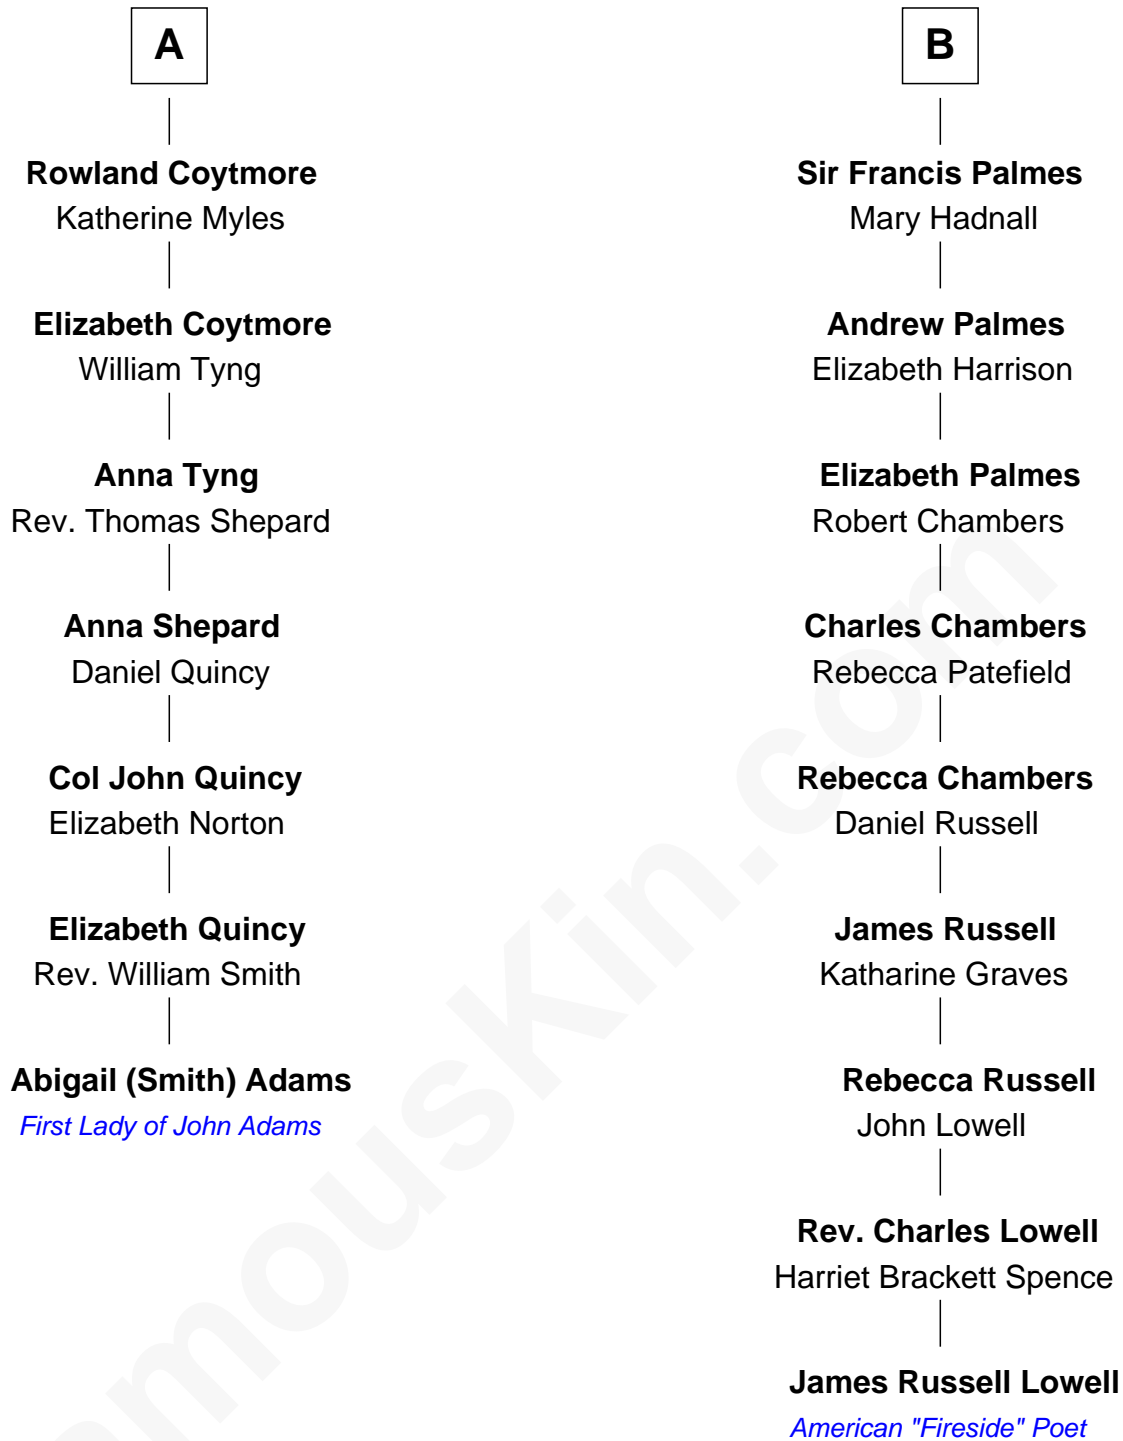 A
Rowland Coytmore
Katherine Myles
Elizabeth Coytmore
William Tyng
Anna Tyng
Rev. Thomas Shepard
Anna Shepard
Daniel Quincy
Col John Quincy
Elizabeth Norton
Elizabeth Quincy
Rev. William Smith
Abigail (Smith) Adams
First Lady of John Adams
B
Sir Francis Palmes
Mary Hadnall
Andrew Palmes
Elizabeth Harrison
Elizabeth Palmes
Robert Chambers
Charles Chambers
Rebecca Patefield
Rebecca Chambers
Daniel Russell
James Russell
Katharine Graves
Rebecca Russell
John Lowell
Rev. Charles Lowell
Harriet Brackett Spence
James Russell Lowell
American "Fireside" Poet
amousKin.com